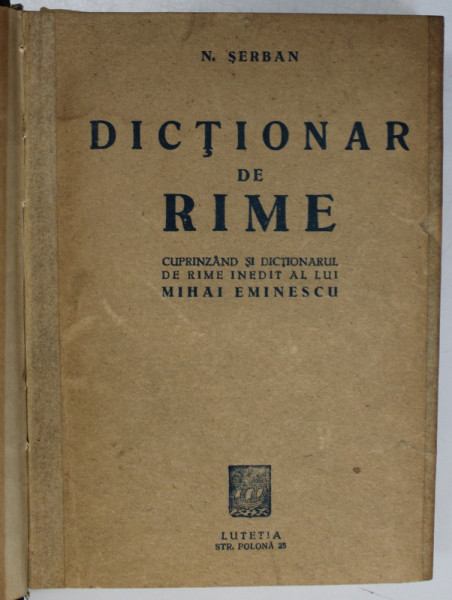 N. ŞERBAN
DICŢIONAR
DE
RIME
CUPRINZÂND ŞI DICŢIONARUL
DE RIME INEDIT AL LUI
MIHAI EMINESCU
LUTETIA
STR. POLONĂ 25